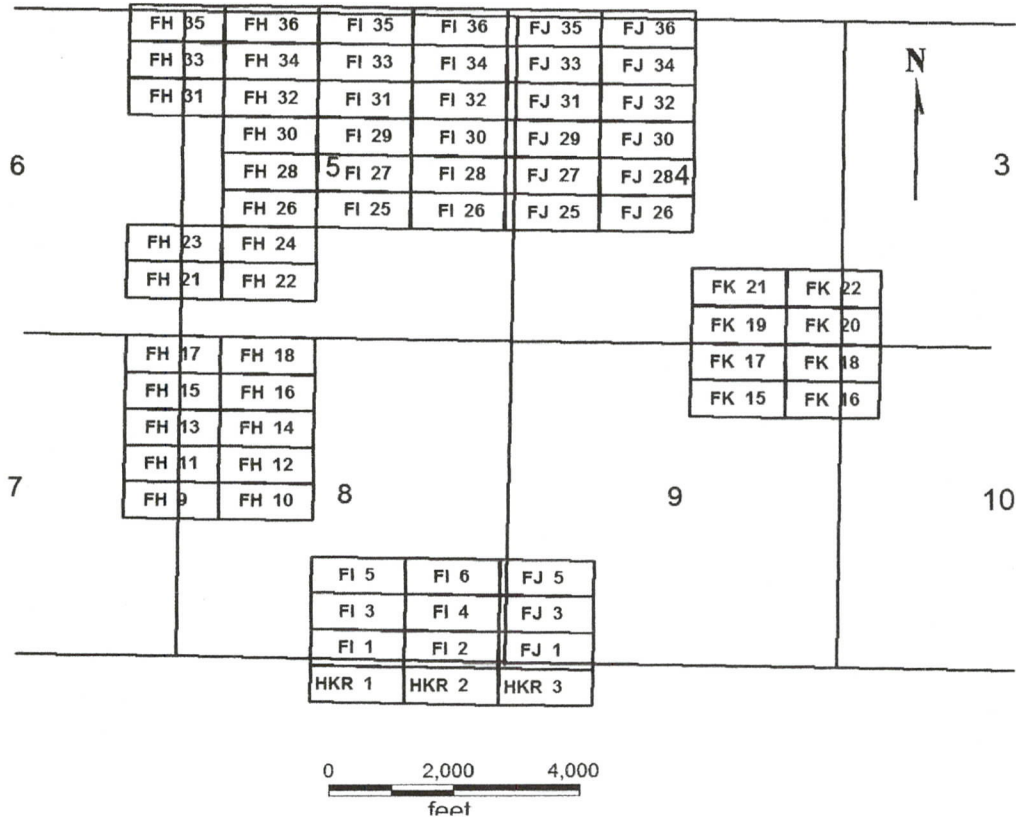 FH 35 FH 36 FI 35 FI 36 FJ 35 FJ 36
FH 33 FH 34 FI 33 FI 34 FJ 33 FJ 34
N
FH 31 FH 32 FI 31 FI 32 FJ 31 FJ 32
FH 30 FI 29 FI 30 FJ 29 FJ 30
6 FH 28 5 FI 27 FI 28 FJ 27 FJ 28 4 3
FH 26 FI 25 FI 26 FJ 25 FJ 26
FH 23 FH 24
FH 21 FH 22 FK 21 FK 22
FK 19 FK 20
FH 17 FH 18 FK 17 FK 18
FH 15 FH 16 FK 15 FK 16
FH 13 FH 14
FH 11 FH 12
7 FH 9 FH 10 8 9 10
FI 5 FI 6 FJ 5
FI 3 FI 4 FJ 3
FI 1 FI 2 FJ 1
HKR 1 HKR 2 HKR 3
0 2,000 4,000
feet